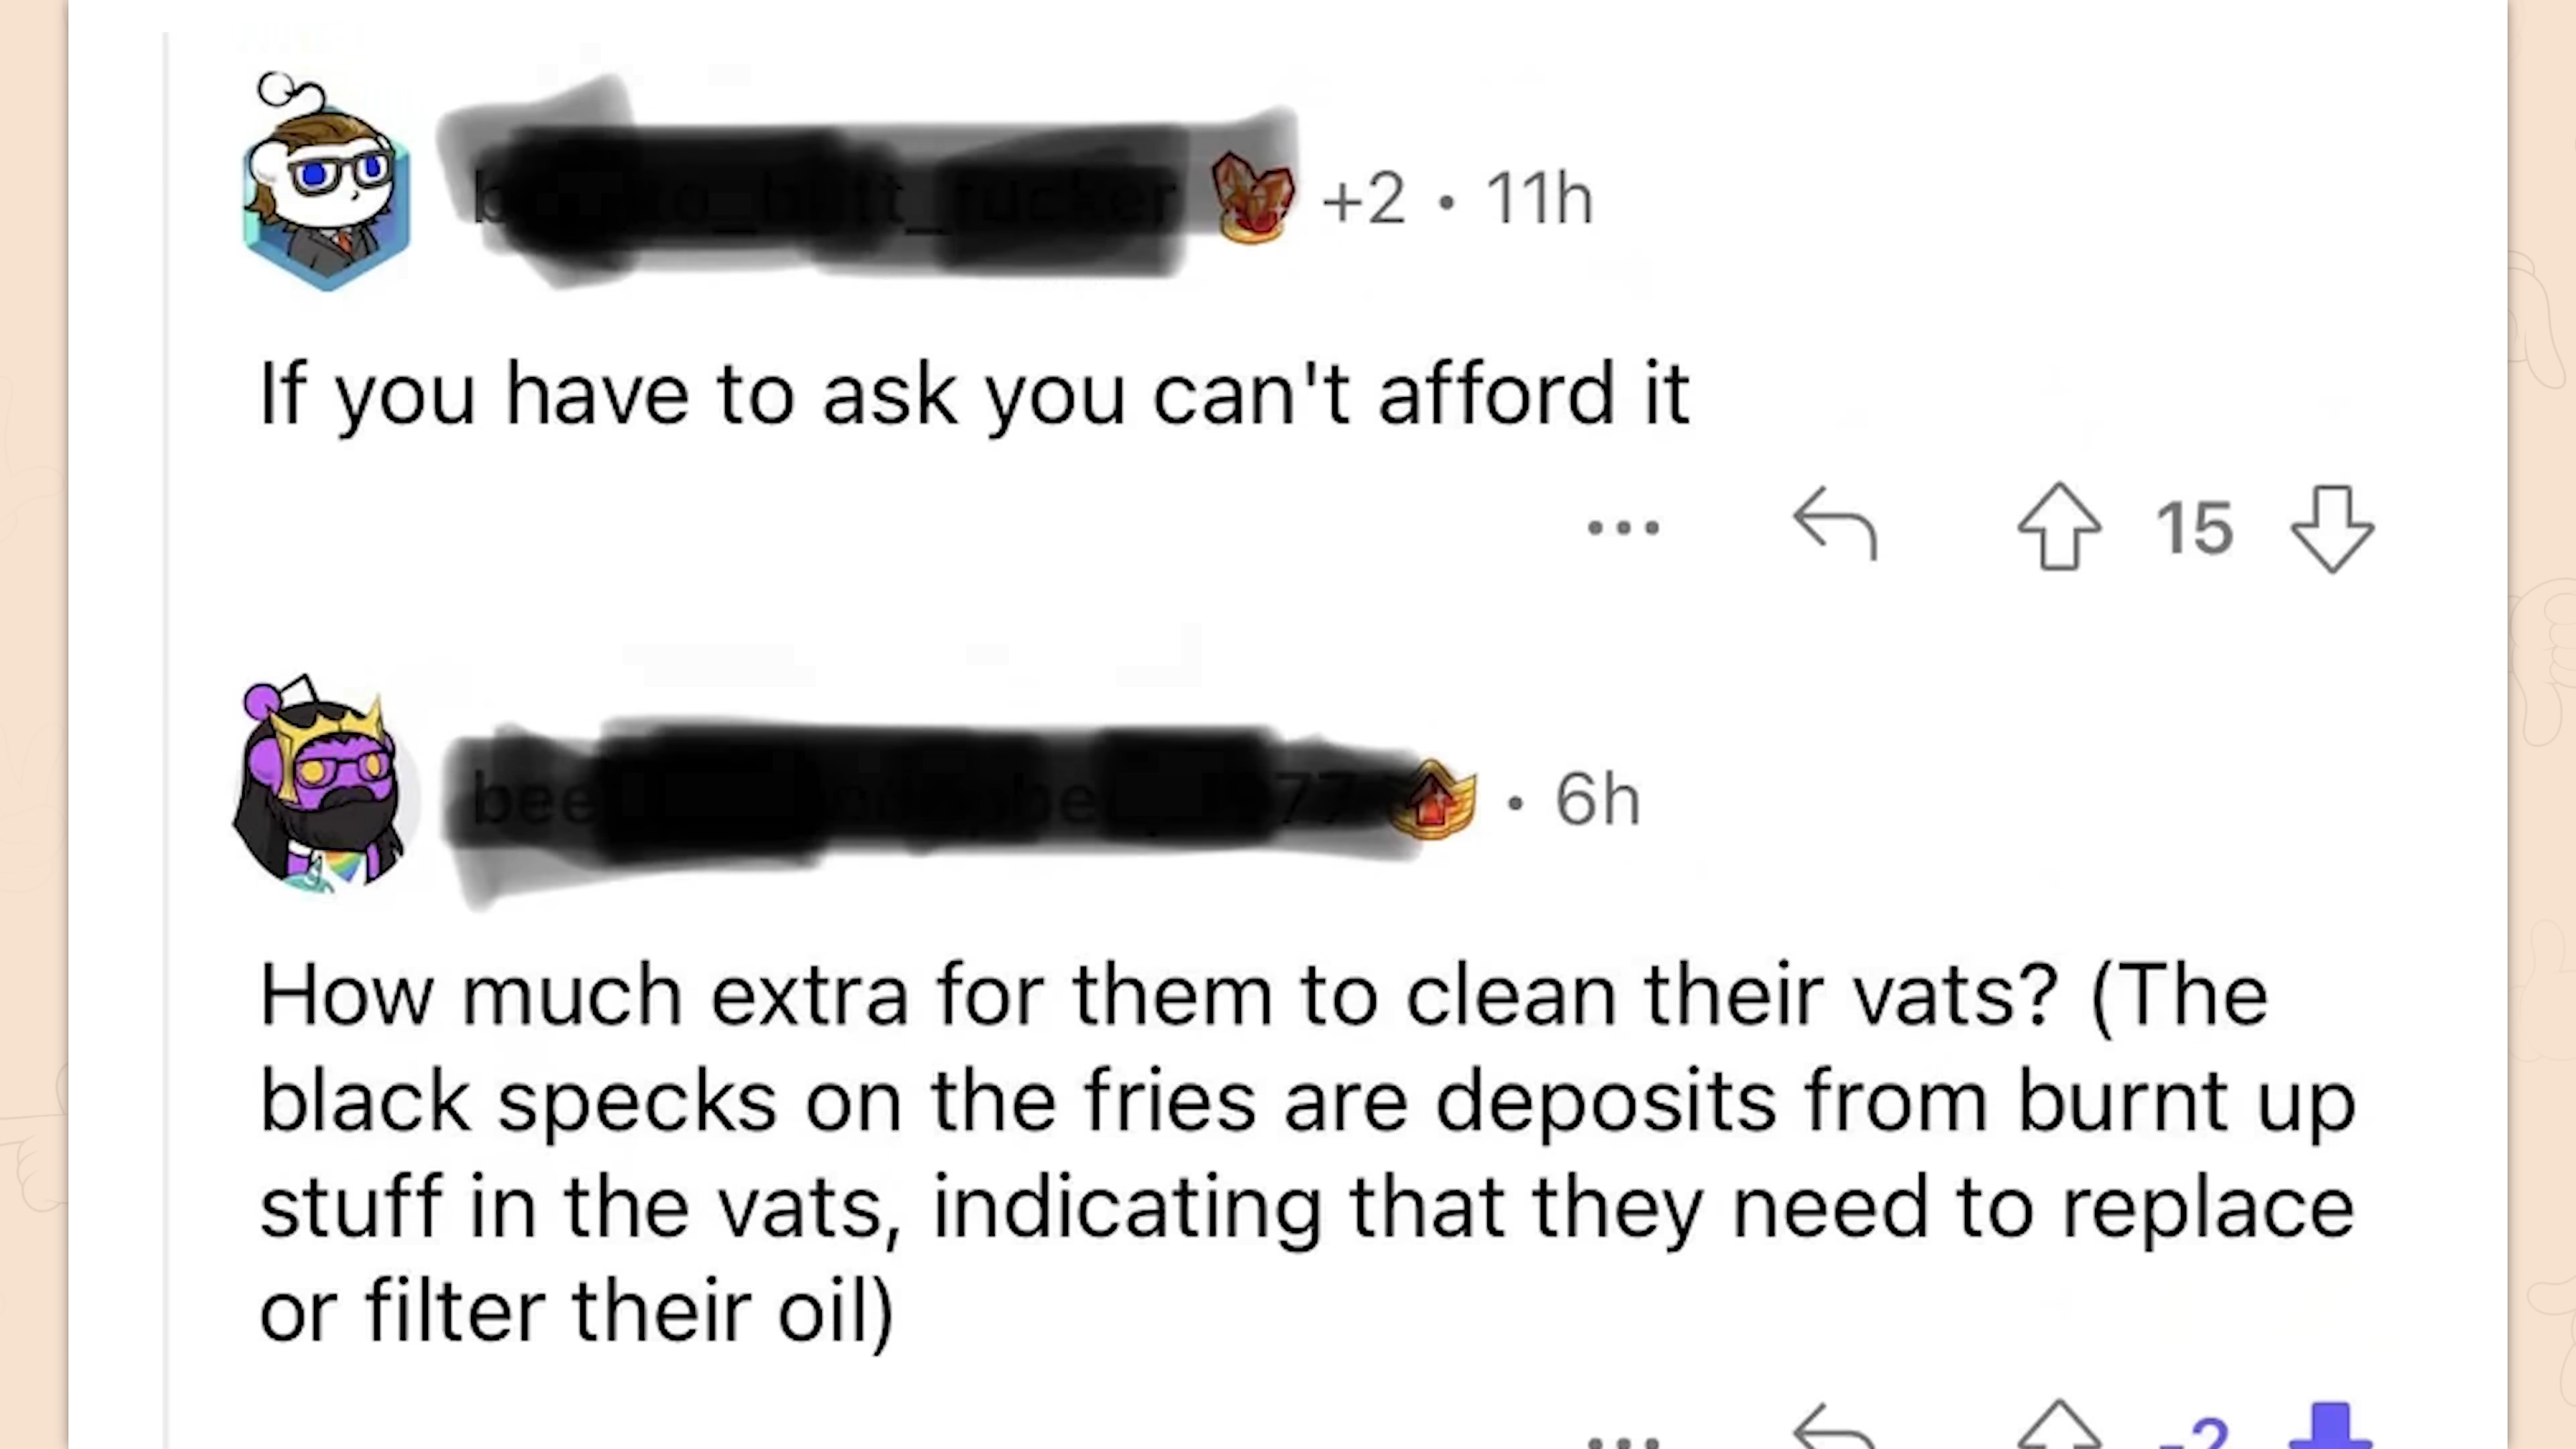 +2 • 11h
If you have to ask you can't afford it
... 15
• 6h
How much extra for them to clean their vats? (The
black specks on the fries are deposits from burnt up
stuff in the vats, indicating that they need to replace
or filter their oil)
... -2